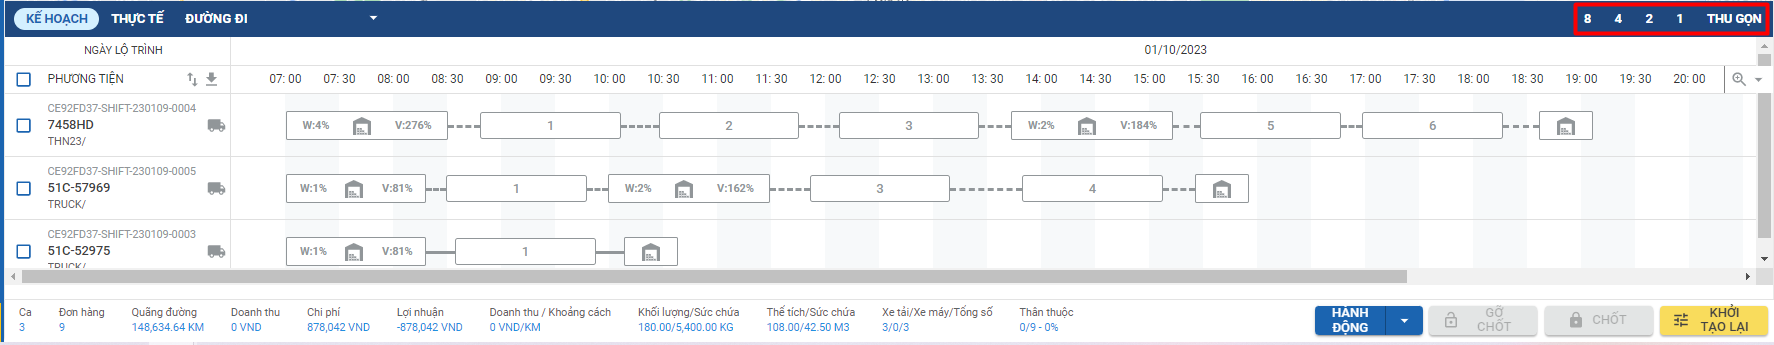 KẾ HOẠCH THỰC TẾ ĐƯỜNG ĐI 8 4 2 1 THU GỌN
NGÀY LỘ TRÌNH 01/10/2023
PHƯƠNG TIỆN 07: 00 07: 30 08: 00 08: 30 09: 00 09: 30 10: 00 10: 30 11: 00 11: 30 12: 00 12: 30 13: 00 13: 30 14: 00 14: 30 15: 00 15: 30 16: 00 16: 30 17: 00 17: 30 18: 00 18: 30 19: 00 19: 30 20: 00
CE92FD37-SHIFT-230109-0004
7458HD W:4% V:276% 1 2 3 W:2% V:184% 5 6
THN23/
CE92FD37-SHIFT-230109-0005
51C-57969 W:1% V:81% 1 W:2% V:162% 3 4
TRUCK/
CE92FD37-SHIFT-230109-0003
51C-52975 W:1% V:81% 1
TRUCK/
Ca Đơn hàng Quãng đường Doanh thu Chi phí Lợi nhuận Doanh thu / Khoảng cách Khối lượng/Sức chứa Thể tích/Sức chứa Xe tải/Xe máy/Tổng số Thân thuộc
3 9 148,634.64 KM 0 VND 878,042 VND -878,042 VND 0 VND/KM 180.00/5,400.00 KG 108.00/42.50 M3 3/0/3 0/9 - 0%
HÀNH
ĐỘNG
GỠ
CHỐT
CHỐT
KHỞI
TẠO LẠI